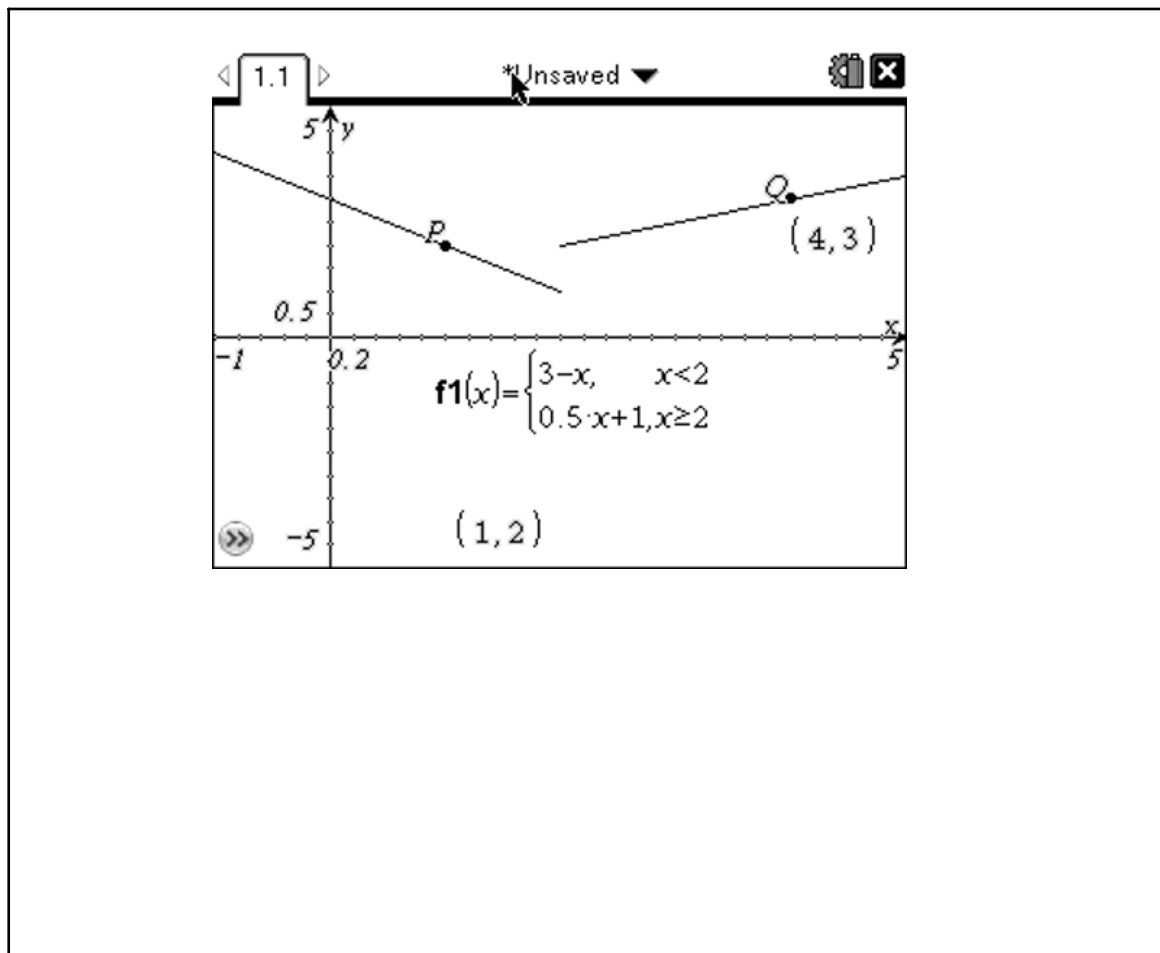 1.1 *Unsaved
5 y
P
Q
(4,3)
0.5
x
-1 0.2 5
f1(x)={3-x, x<2
0.5·x+1,x≥2
-5 (1,2)